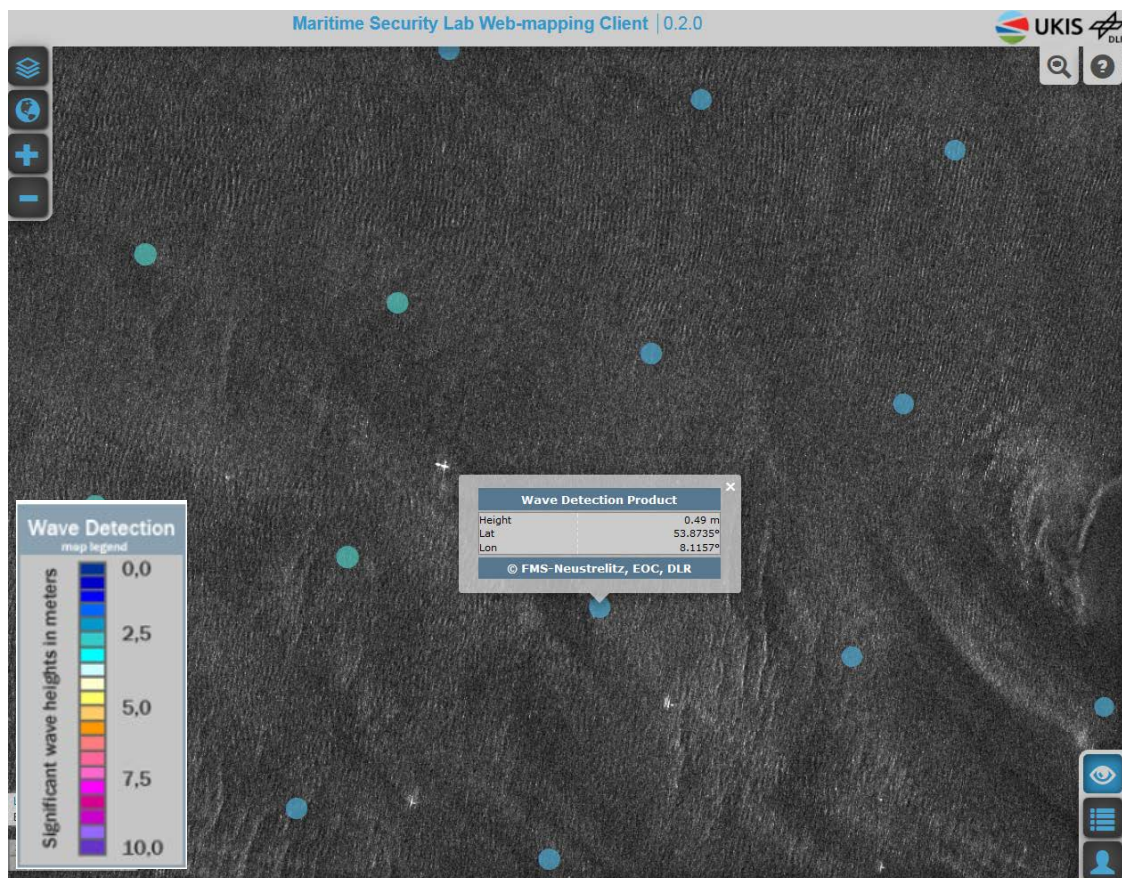 Maritime Security Lab Web-mapping Client | 0.2.0
UKIS
DLR
Wave Detection Product
Height 0.49 m
Lat 53.8735°
Lon 8.1157°
© FMS-Neustrelitz, EOC, DLR
Wave Detection
map legend
Significant wave heights in meters
0,0
2,5
5,0
7,5
10,0